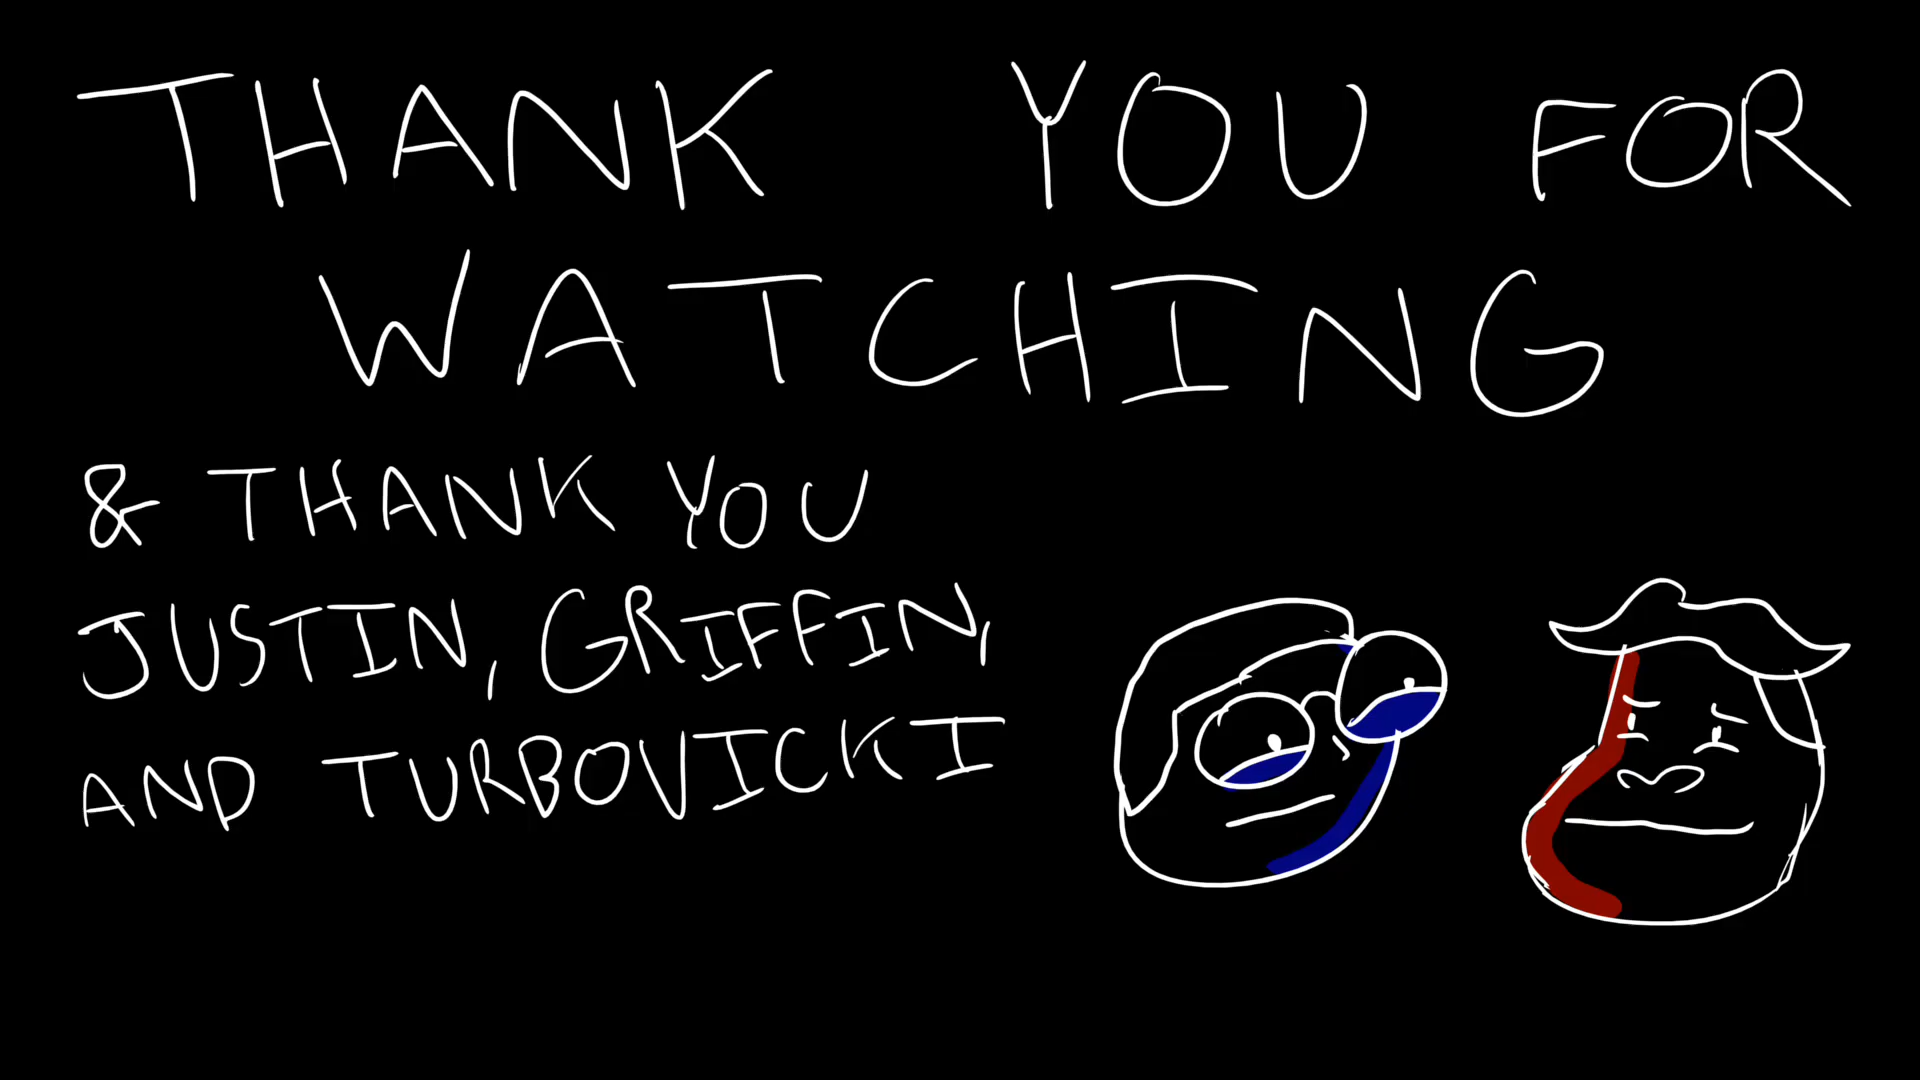 THANK YOU FOR
WATCHING
& THANK YOU
JUSTIN, GRIFFIN,
AND TURBOVICKI